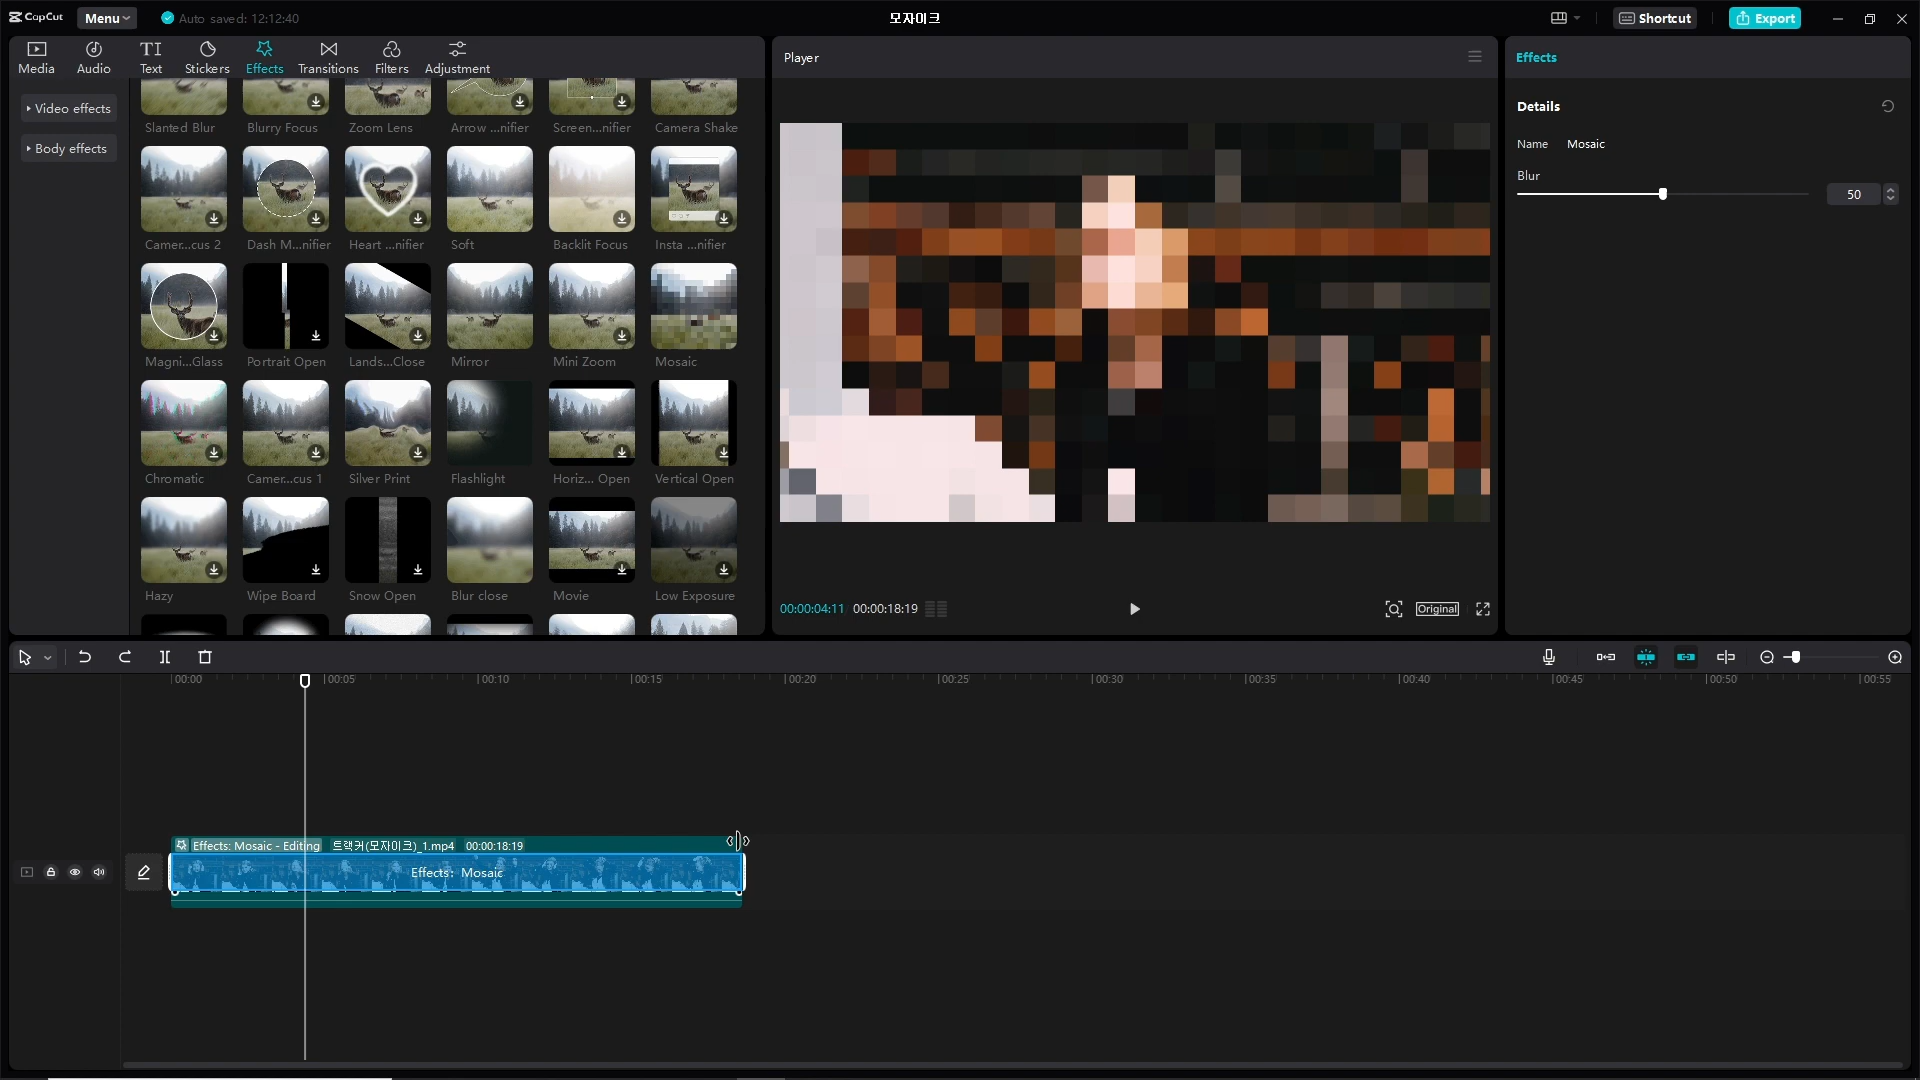 CapCut
Menu
Auto saved: 12:12:40
모자이크
Shortcut
Export
Media
Audio
TI
Text
Stickers
Effects
Transitions
Filters
Adjustment
Video effects
Body effects
Slanted Blur
Blurry Focus
Zoom Lens
Arrow ...nifier
Screen...nifier
Camera Shake
Camer...cus 2
Dash M...nifier
Heart ...nifier
Soft
Backlit Focus
Insta ...nifier
Magni...Glass
Portrait Open
Lands...Close
Mirror
Mini Zoom
Mosaic
Chromatic
Camer...cus 1
Silver Print
Flashlight
Horiz... Open
Vertical Open
Hazy
Wipe Board
Snow Open
Blur close
Movie
Low Exposure
Player
00:00:04:11
00:00:18:19
Original
Effects
Details
Name Mosaic
Blur
50
00:00
00:05
00:10
00:15
00:20
00:25
00:30
00:35
00:40
00:45
00:50
00:55
Effects: Mosaic - Editing 트랙커(모자이크)_1.mp4 00:00:18:19
Effects: Mosaic